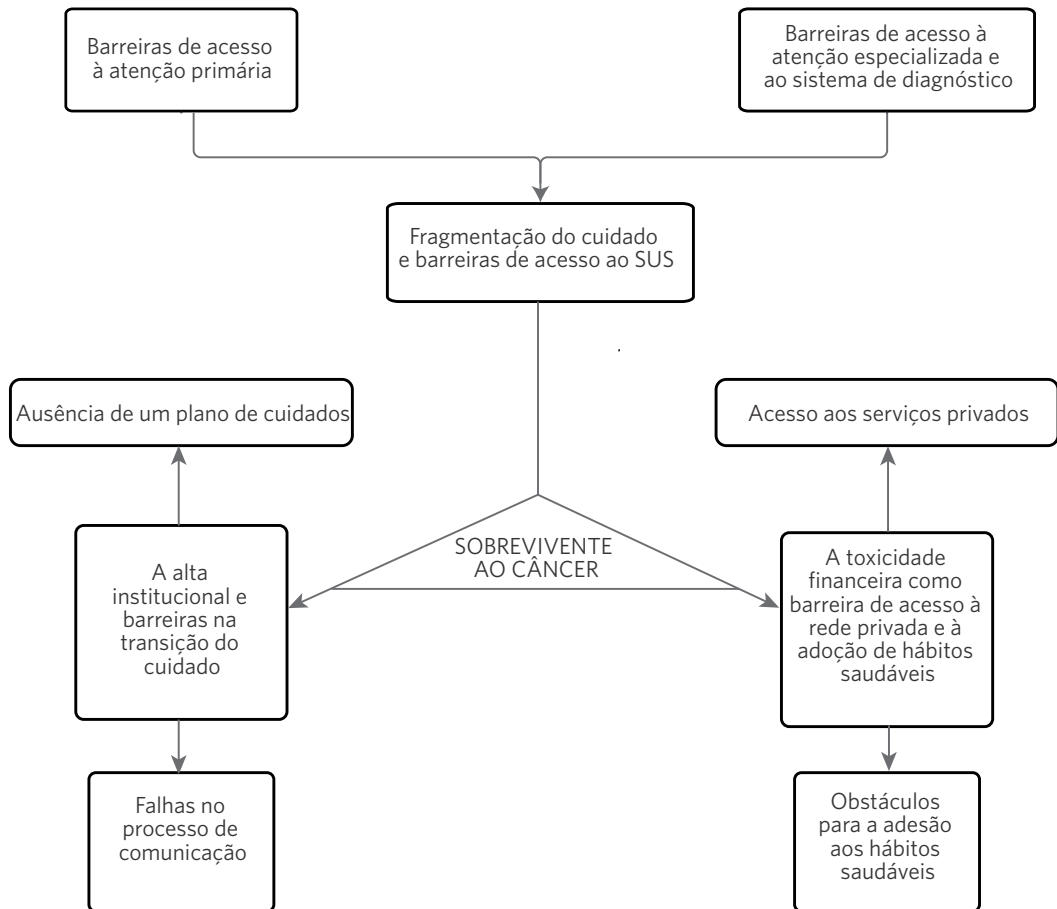 Barreiras de acesso
à atenção primária
Barreiras de acesso à
atenção especializada e
ao sistema de diagnóstico
Fragmentação do cuidado
e barreiras de acesso ao SUS
Ausência de um plano de cuidados
Acesso aos serviços privados
SOBREVIVENTE
AO CÂNCER
A alta
institucional e
barreiras na
transição do
cuidado
A toxicidade
financeira como
barreira de acesso à
rede privada e à
adoção de hábitos
saudáveis
Falhas no
processo de
comunicação
Obstáculos
para a adesão
aos hábitos
saudáveis